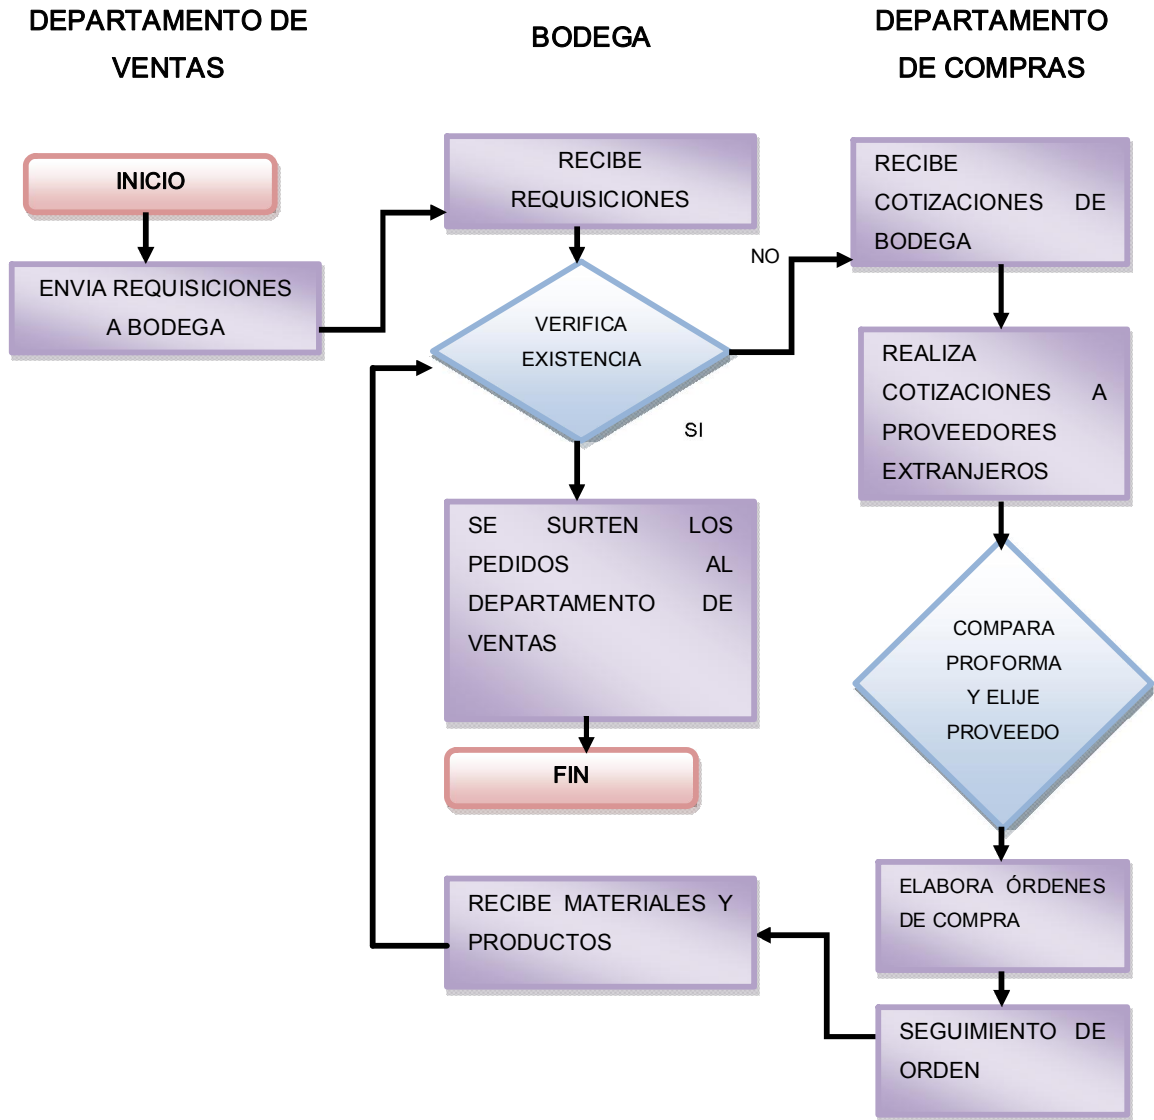 DEPARTAMENTO DE
VENTAS
BODEGA
DEPARTAMENTO
DE COMPRAS
INICIO
ENVIA REQUISICIONES
A BODEGA
RECIBE
REQUISICIONES
VERIFICA
EXISTENCIA
NO
SI
SE SURTEN LOS
PEDIDOS AL
DEPARTAMENTO DE
VENTAS
FIN
RECIBE MATERIALES Y
PRODUCTOS
RECIBE
COTIZACIONES DE
BODEGA
REALIZA
COTIZACIONES A
PROVEEDORES
EXTRANJEROS
COMPARA
PROFORMA
Y ELIJE
PROVEEDO
ELABORA ÓRDENES
DE COMPRA
SEGUIMIENTO DE
ORDEN